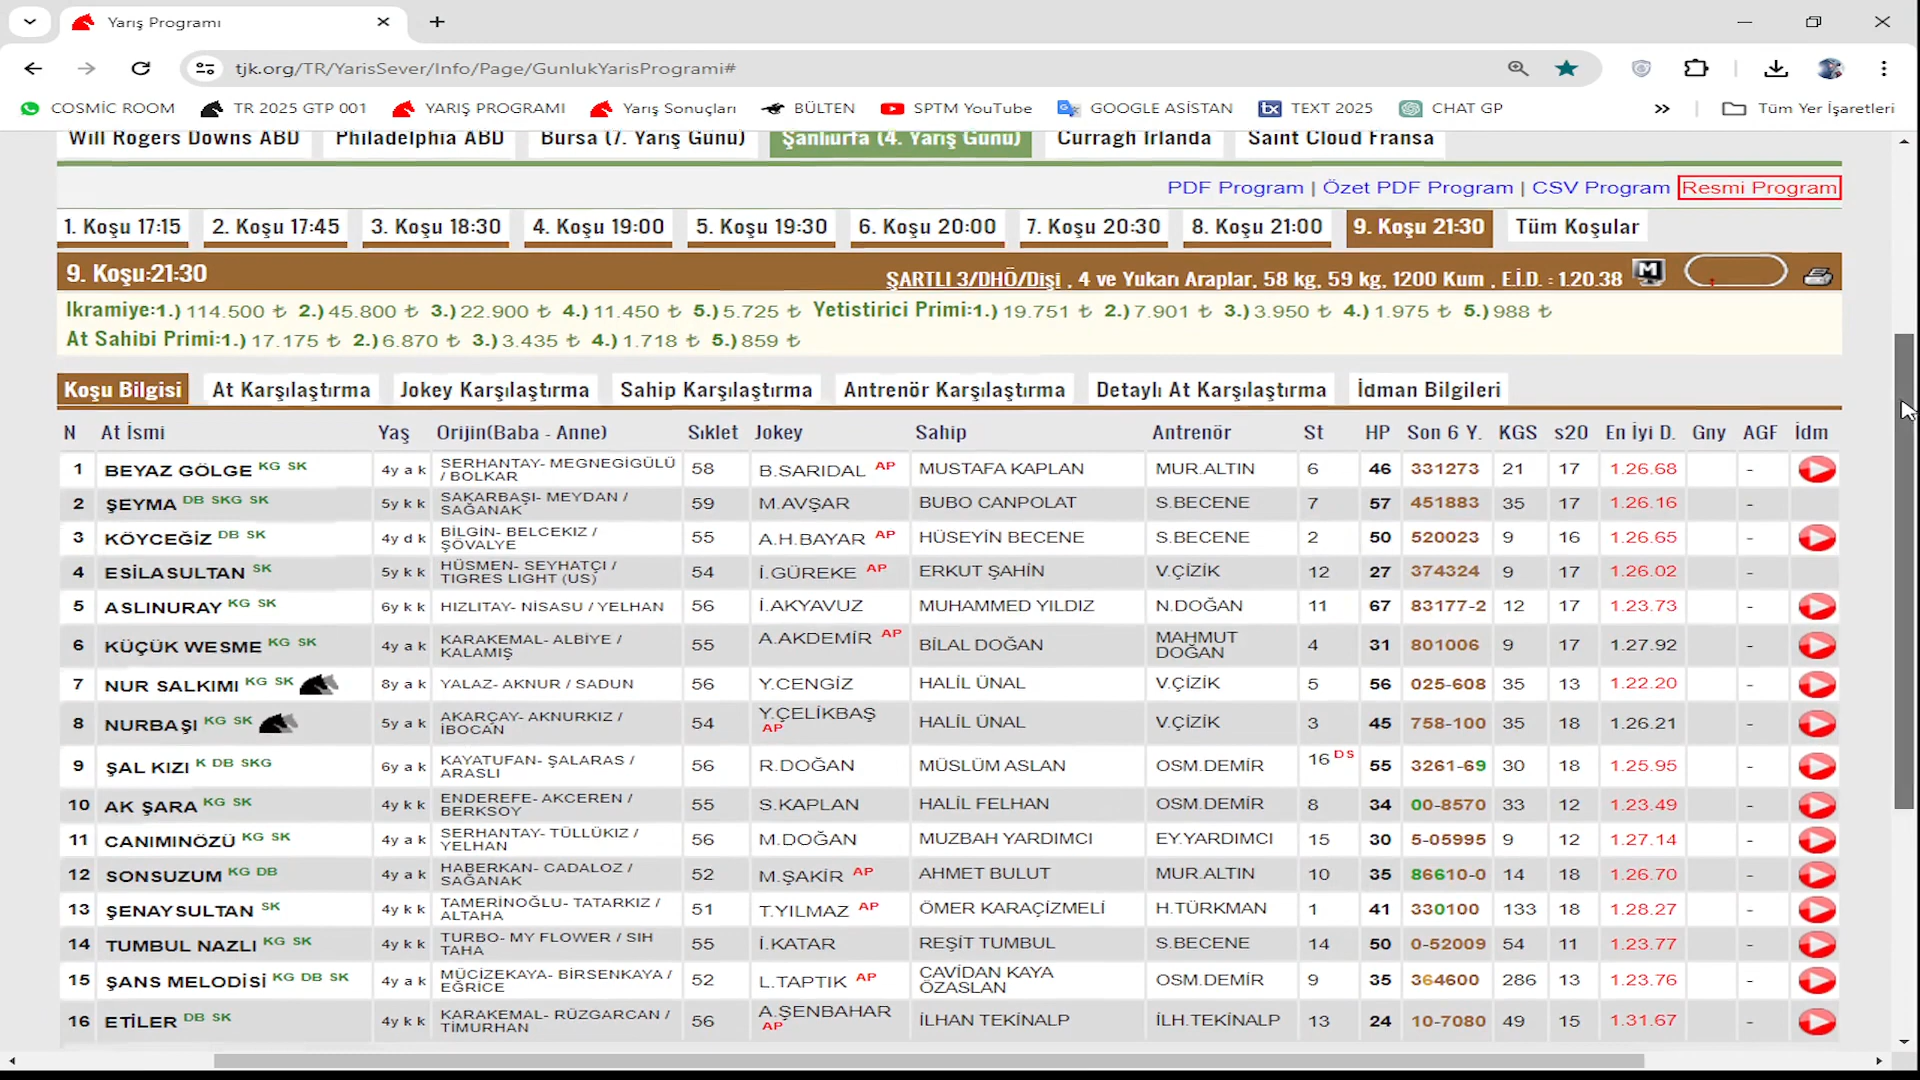 Yarış Programı
tjk.org/TR/YarisSever/Info/Page/GunlukYarisProgrami#
COSMİC ROOM TR 2025 GTP 001 YARIŞ PROGRAMI Yarış Sonuçları BÜLTEN SPTM YouTube GOOGLE ASİSTAN TEXT 2025 CHAT GP » Tüm Yer İşaretleri
Will Rogers Downs ABD Philadelphia ABD Bursa (7. Yarış Günü) Şanlıurfa (4. Yarış Günü) Curragh İrlanda Saint Cloud Fransa
PDF Program | Özet PDF Program | CSV Program Resmi Program
1. Koşu 17:15 2. Koşu 17:45 3. Koşu 18:30 4. Koşu 19:00 5. Koşu 19:30 6. Koşu 20:00 7. Koşu 20:30 8. Koşu 21:00 9. Koşu 21:30 Tüm Koşular
9. Koşu:21:30 ŞARTLI 3/DHÖ/Dişi , 4 ve Yukarı Araplar, 58 kg, 59 kg, 1200 Kum , E.İ.D. : 1.20.38 M
Ikramiye:1.) 114.500 ₺ 2.) 45.800 ₺ 3.) 22.900 ₺ 4.) 11.450 ₺ 5.) 5.725 ₺ Yetistirici Primi:1.) 19.751 ₺ 2.) 7.901 ₺ 3.) 3.950 ₺ 4.) 1.975 ₺ 5.) 988 ₺
At Sahibi Primi:1.) 17.175 ₺ 2.) 6.870 ₺ 3.) 3.435 ₺ 4.) 1.718 ₺ 5.) 859 ₺
Koşu Bilgisi At Karşılaştırma Jokey Karşılaştırma Sahip Karşılaştırma Antrenör Karşılaştırma Detaylı At Karşılaştırma İdman Bilgileri
N At İsmi Yaş Orijin(Baba - Anne) Sıklet Jokey Sahip Antrenör St HP Son 6 Y. KGS s20 En İyi D. Gny AGF İdm
1 BEYAZ GÖLGE KG SK 4y a k SERHANTAY- MEGNEGİGÜLÜ / BOLKAR 58 B.SARIDAL AP MUSTAFA KAPLAN MUR.ALTIN 6 46 331273 21 17 1.26.68 -
2 ŞEYMA DB SKG SK 5y k k SAKARBAŞI- MEYDAN / SAĞANAK 59 M.AVŞAR BUBO CANPOLAT S.BECENE 7 57 451883 35 17 1.26.16 -
3 KÖYCEĞİZ DB SK 4y d k BİLGİN- BELCEKIZ / ŞÖVALYE 55 A.H.BAYAR AP HÜSEYİN BECENE S.BECENE 2 50 520023 9 16 1.26.65 -
4 ESİLASULTAN SK 5y k k HÜSMEN- SEYHATÇI / TIGRES LIGHT (US) 54 İ.GÜREKE AP ERKUT ŞAHİN V.ÇİZİK 12 27 374324 9 17 1.26.02 -
5 ASLINURAY KG SK 6y k k HIZLITAY- NİSASU / YELHAN 56 İ.AKYAVUZ MUHAMMED YILDIZ N.DOĞAN 11 67 83177-2 12 17 1.23.73 -
6 KÜÇÜK WESME KG SK 4y a k KARAKEMAL- ALBİYE / KALAMIŞ 55 A.AKDEMİR AP BİLAL DOĞAN MAHMUT DOĞAN 4 31 801006 9 17 1.27.92 -
7 NUR SALKIMI KG SK 8y a k YALAZ- AKNUR / SADUN 56 Y.CENGİZ HALİL ÜNAL V.ÇİZİK 5 56 025-608 35 13 1.22.20 -
8 NURBAŞI KG SK 5y a k AKARÇAY- AKNURKIZ / İBOCAN 54 Y.ÇELİKBAŞ AP HALİL ÜNAL V.ÇİZİK 3 45 758-100 35 18 1.26.21 -
9 ŞAL KIZI K DB SKG 6y a k KAYATUFAN- ŞALARAS / ARASLI 56 R.DOĞAN MÜSLÜM ASLAN OSM.DEMİR 16 DS 55 3261-69 30 18 1.25.95 -
10 AK ŞARA KG SK 4y k k ENDEREFE- AKCEREN / BERKSOY 55 S.KAPLAN HALİL FELHAN OSM.DEMİR 8 34 00-8570 33 12 1.23.49 -
11 CANIMINÖZÜ KG SK 4y a k SERHANTAY- TÜLLÜKIZ / YELHAN 56 M.DOĞAN MUZBAH YARDIMCI EY.YARDIMCI 15 30 5-05995 9 12 1.27.14 -
12 SONSUZUM KG DB 4y a k HABERKAN- CADALOZ / SAĞANAK 52 M.ŞAKİR AP AHMET BULUT MUR.ALTIN 10 35 86610-0 14 18 1.26.70 -
13 ŞENAYSULTAN SK 4y k k TAMERİNOĞLU- TATARKIZ / ALTAHA 51 T.YILMAZ AP ÖMER KARAÇİZMELİ H.TÜRKMAN 1 41 330100 133 18 1.28.27 -
14 TUMBUL NAZLI KG SK 4y k k TURBO- MY FLOWER / SIH TAHA 55 İ.KATAR REŞİT TUMBUL S.BECENE 14 50 0-52009 54 11 1.23.77 -
15 ŞANS MELODİSİ KG DB SK 4y a k MÜCİZEKAYA- BİRSENKAYA / EĞRİCE 52 L.TAPTIK AP CAVİDAN KAYA ÖZASLAN OSM.DEMİR 9 35 364600 286 13 1.23.76 -
16 ETİLER DB SK 4y k k KARAKEMAL- RÜZGARCAN / TİMURHAN 56 A.ŞENBAHAR AP İLHAN TEKİNALP İLH.TEKİNALP 13 24 10-7080 49 15 1.31.67 -